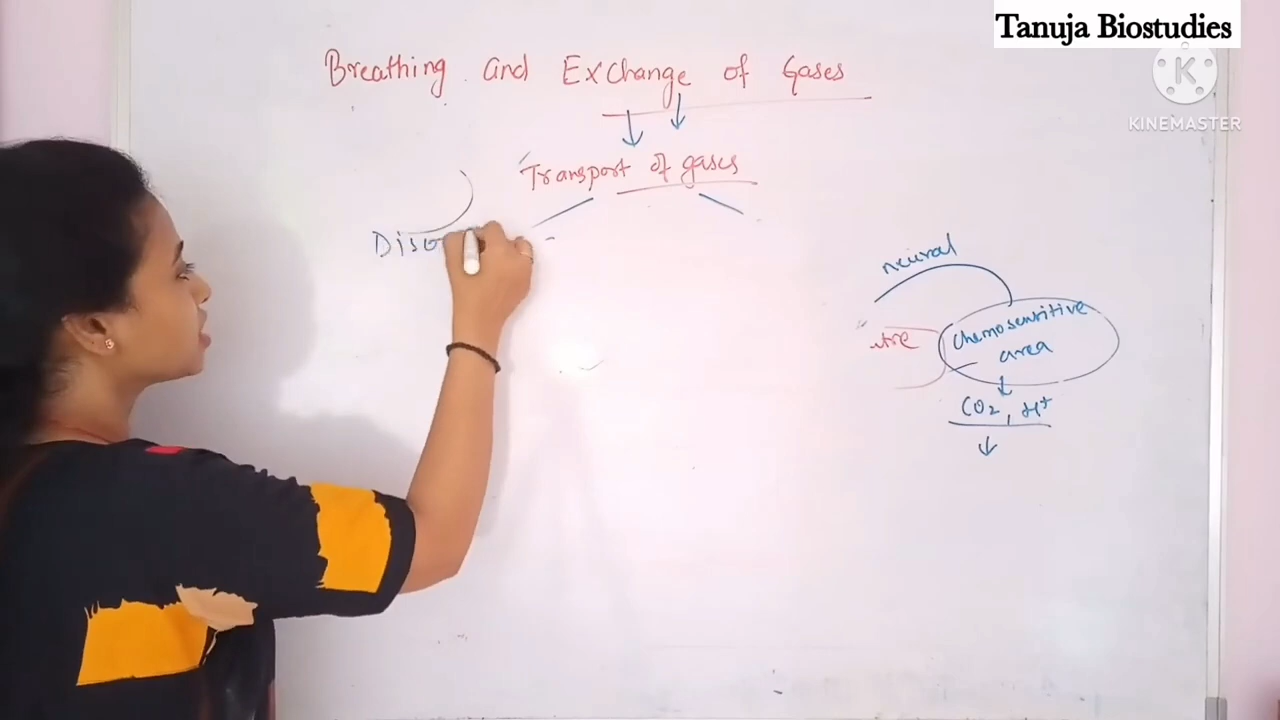 Tanuja Biostudies
KINEMASTER
Breathing and Exchange of Gases
Transport of gases
neural
chemosensitive
area
CO2, H+